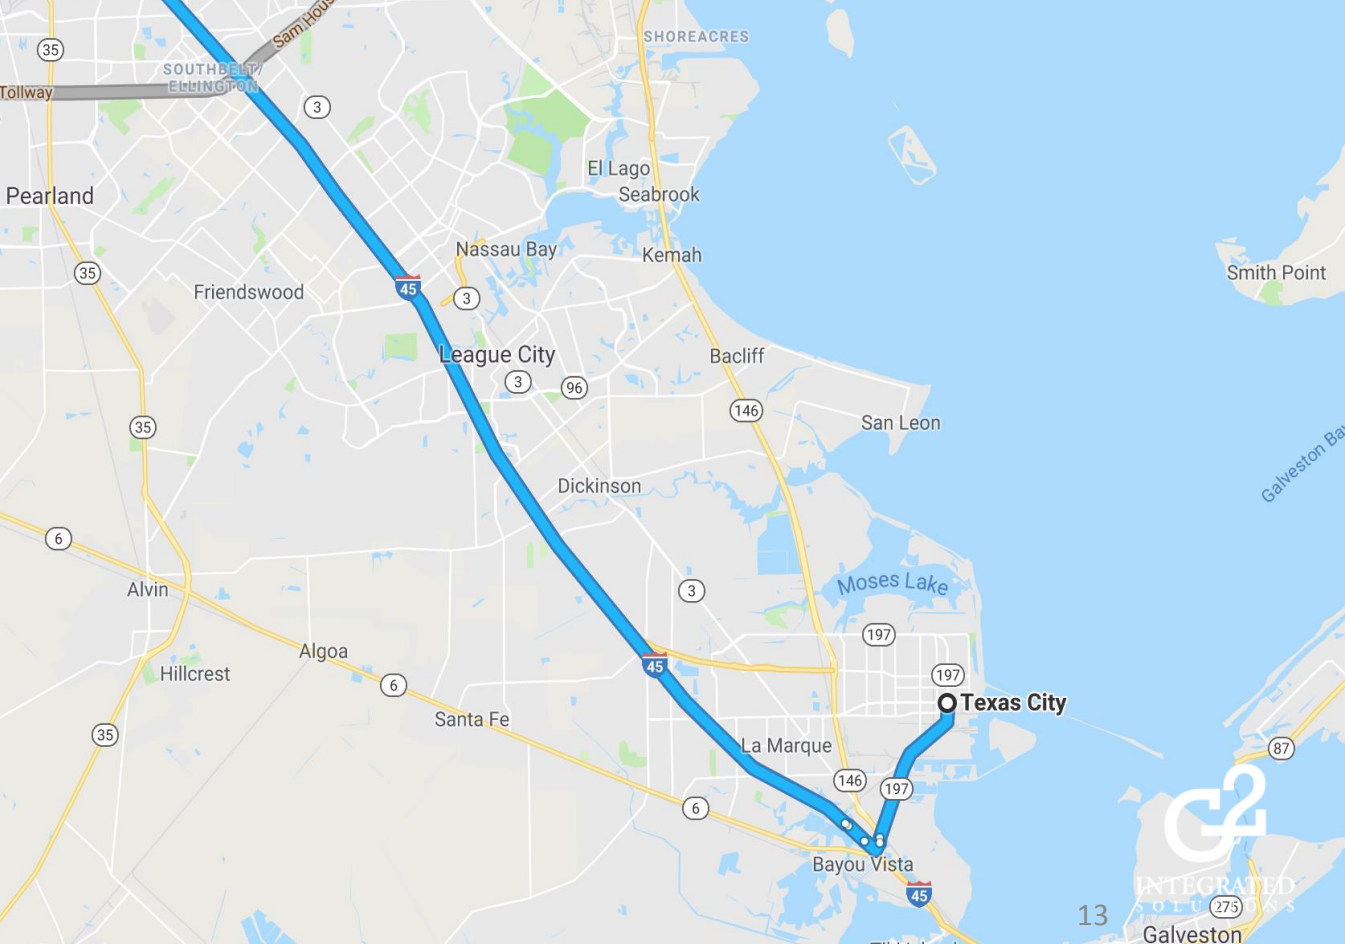 Sam Hous
SHOREACRES
35
SOUTHBELT/
ELLINGTON
Tollway
3
El Lago
Seabrook
Pearland
Nassau Bay
Kemah
35
Smith Point
45
Friendswood
3
League City
Bacliff
3
96
146
San Leon
35
Galveston Bay
Dickinson
6
Moses Lake
Alvin
3
197
Algoa
45
Hillcrest
197
6
Texas City
Santa Fe
35
La Marque
87
146
197
6
G2
Bayou Vista
45
INTEGRATED
SOLUTIONS
275
13
Galveston